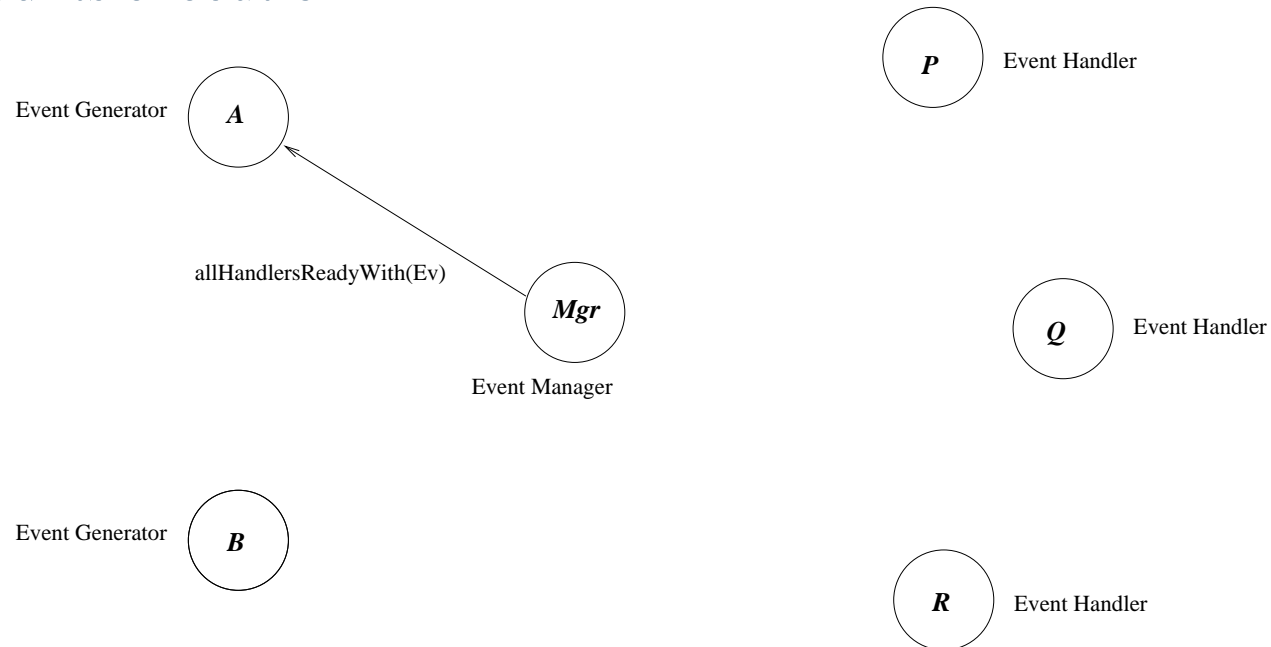 P
Event Handler
Event Generator
A
allHandlersReadyWith(Ev)
Mgr
Q
Event Handler
Event Manager
Event Generator
B
R
Event Handler